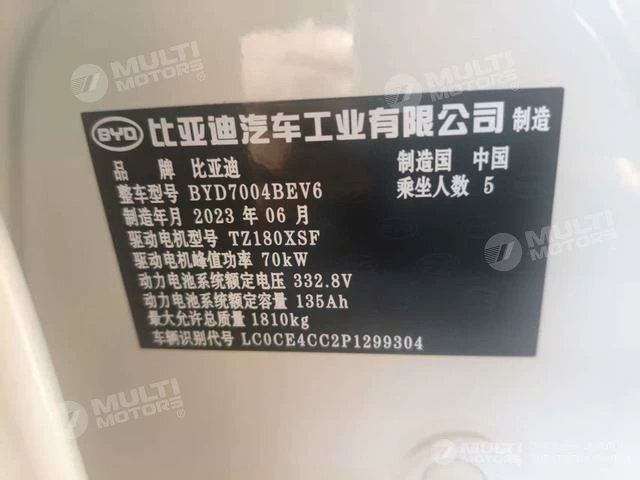 BYD 比亚迪汽车工业有限公司 制造
品 牌 比亚迪 制造国 中国
整车型号 BYD7004BEV6 乘坐人数 5
制造年月 2023 年 06 月
驱动电机型号 TZ180XSF
驱动电机峰值功率 70kW
动力电池系统额定电压 332.8V
动力电池系统额定容量 135Ah
最大允许总质量 1810kg
车辆识别代号 LC0CE4CC2P1299304
MULTI MOTORS
MULTI MOTORS
MULTI MOTORS
MULTI MOTORS
MULTI MOTORS